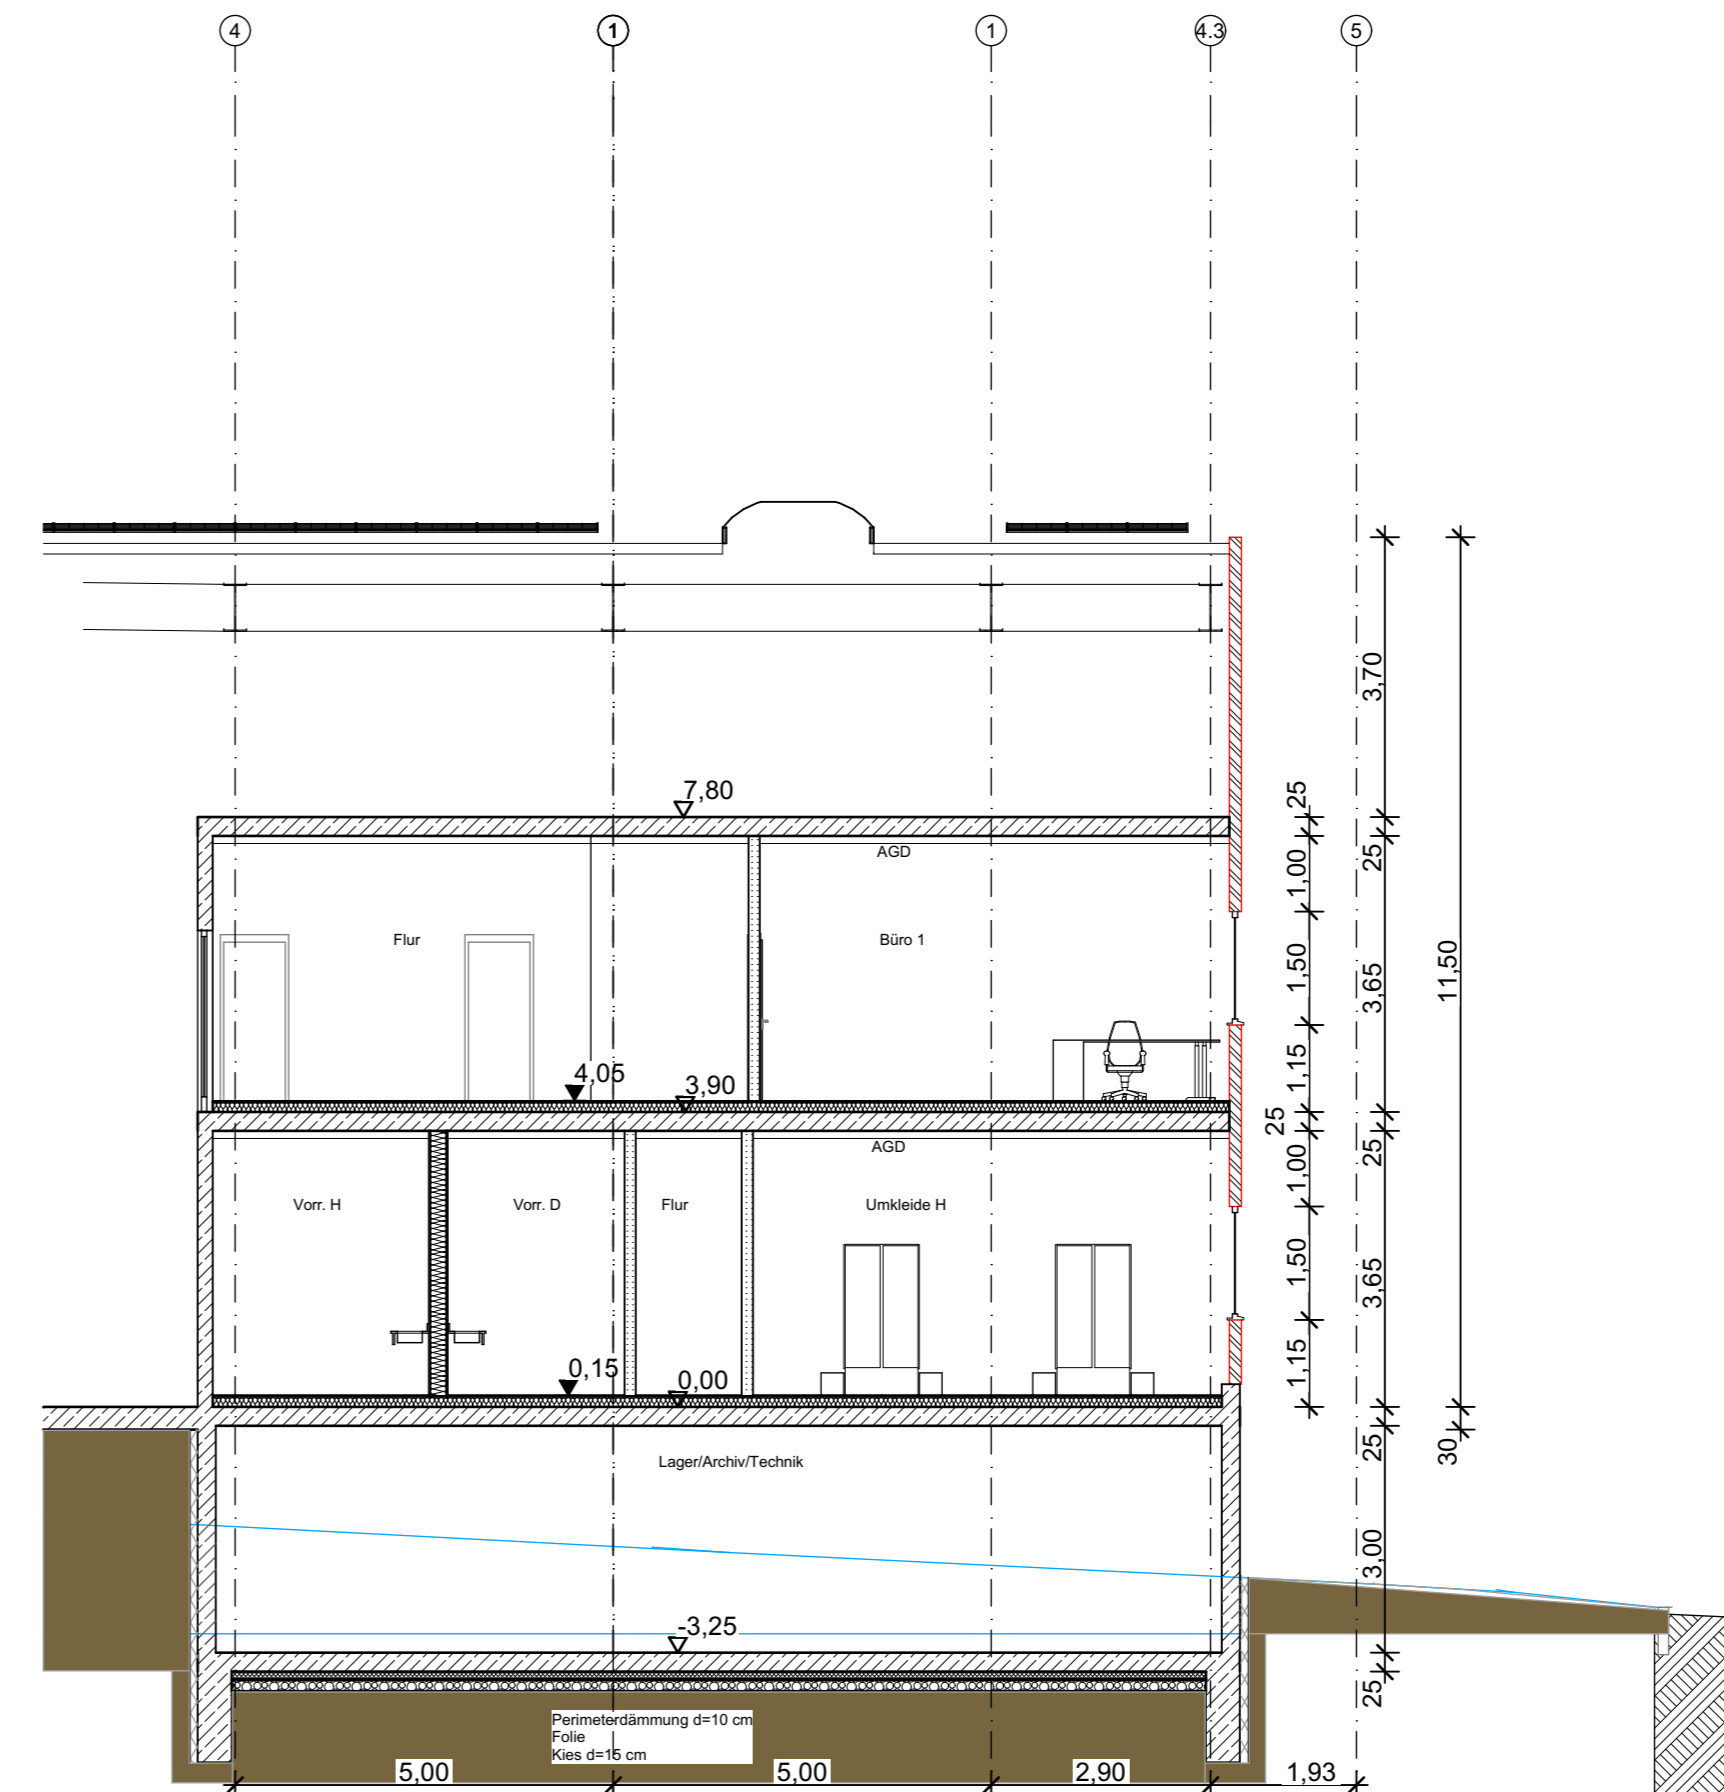 4 1 1 4.3 5
7,80
AGD
Flur
Büro 1
4,05
3,90
AGD
Vorr. H
Vorr. D
Flur
Umkleide H
0,15
0,00
Lager/Archiv/Technik
-3,25
Perimeterdämmung d=10 cm
Folie
Kies d=15 cm
5,00 5,00 2,90 1,93
25
1,00
1,50
1,15
25
1,00
1,50
1,15
3,70
25
3,65
25
3,65
25
3,00
25
11,50
30